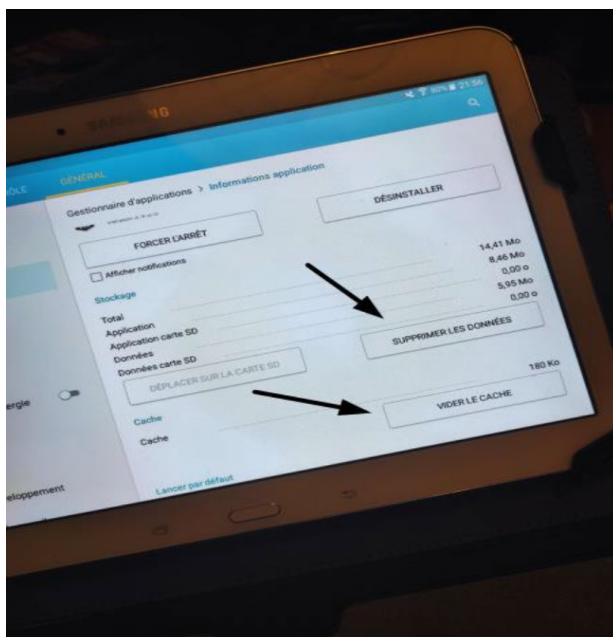 SAMSUNG
80% 21:56
GÉNÉRAL
Gestionnaire d'applications > Informations application
FORCER L'ARRÊT
DÉSINSTALLER
Afficher notifications
Stockage
Total 14,41 Mo
Application 8,46 Mo
Application carte SD 0,00 o
Données 5,95 Mo
Données carte SD 0,00 o
DÉPLACER SUR LA CARTE SD
SUPPRIMER LES DONNÉES
Cache
Cache 180 Ko
VIDER LE CACHE
Lancer par défaut
ergie
eloppement